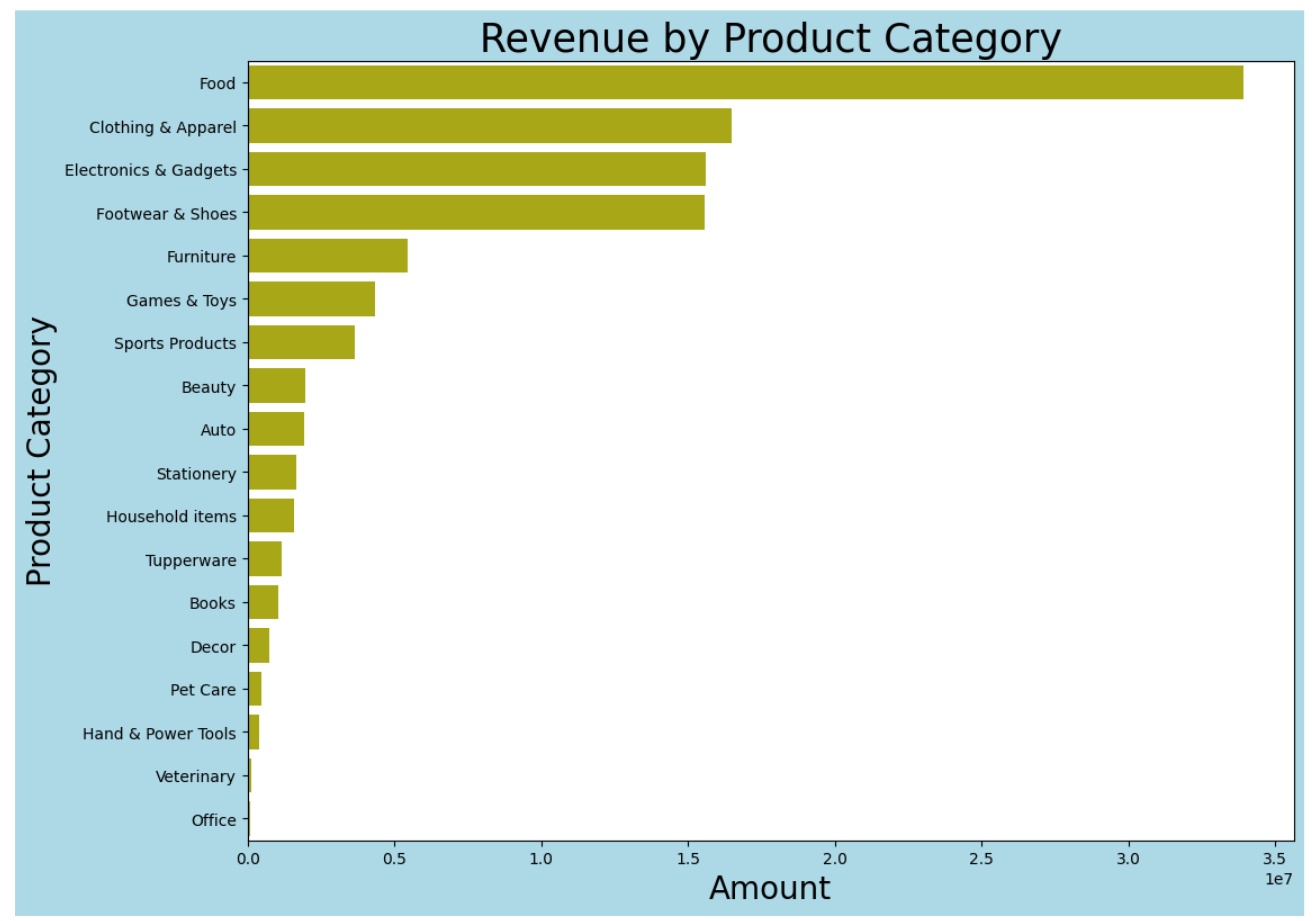 Revenue by Product Category
Food
Clothing & Apparel
Electronics & Gadgets
Footwear & Shoes
Furniture
Games & Toys
Sports Products
Beauty
Auto
Stationery
Household items
Tupperware
Books
Decor
Pet Care
Hand & Power Tools
Veterinary
Office
Product Category
0.0 0.5 1.0 1.5 2.0 2.5 3.0 3.5
1e7
Amount